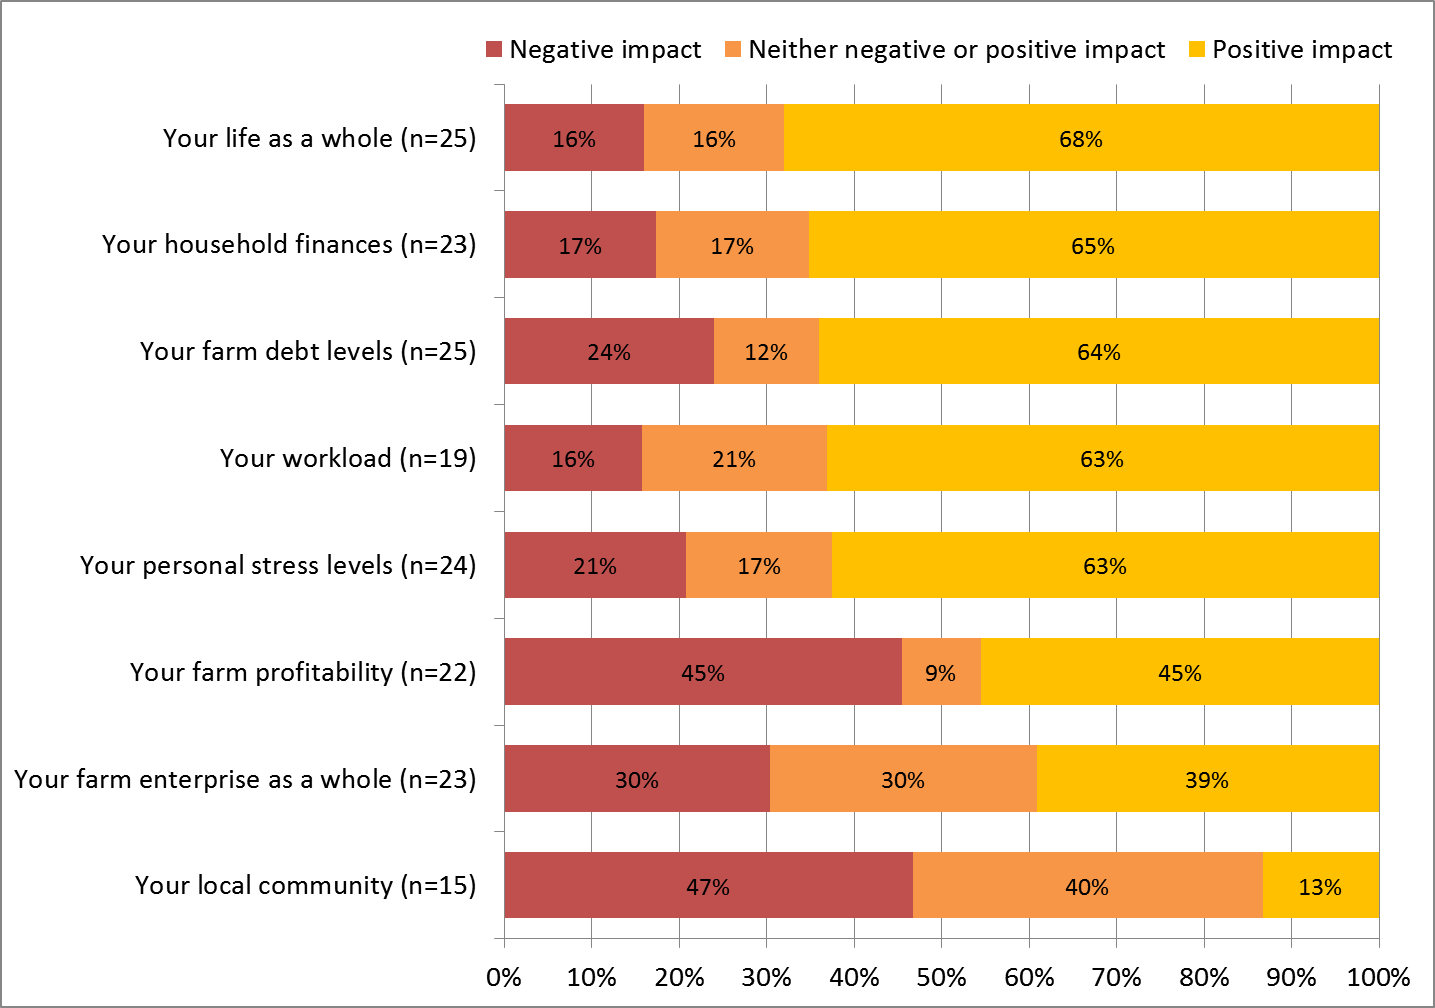 Negative impact Neither negative or positive impact Positive impact
Your life as a whole (n=25) 16% 16% 68%
Your household finances (n=23) 17% 17% 65%
Your farm debt levels (n=25) 24% 12% 64%
Your workload (n=19) 16% 21% 63%
Your personal stress levels (n=24) 21% 17% 63%
Your farm profitability (n=22) 45% 9% 45%
Your farm enterprise as a whole (n=23) 30% 30% 39%
Your local community (n=15) 47% 40% 13%
0% 10% 20% 30% 40% 50% 60% 70% 80% 90% 100%